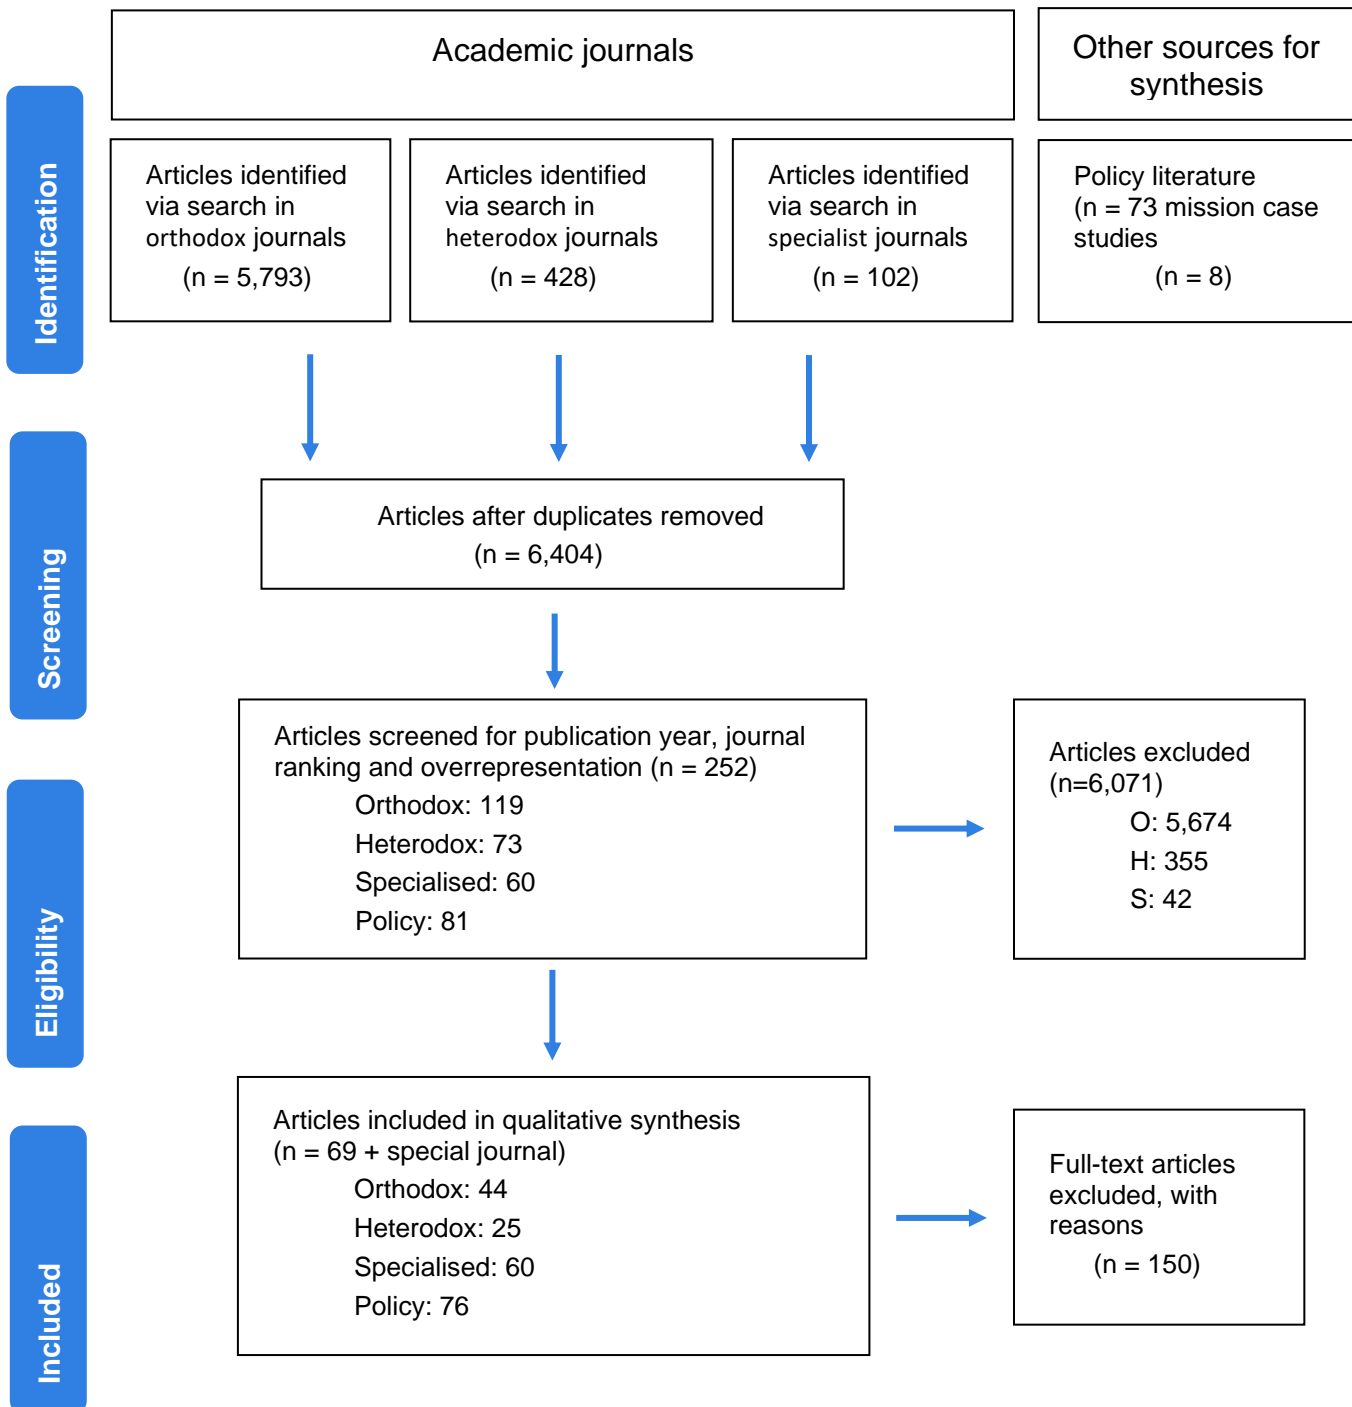 Academic journals
Other sources for
synthesis
Identification
Articles identified
via search in
orthodox journals
(n = 5,793)
Articles identified
via search in
heterodox journals
(n = 428)
Articles identified
via search in
specialist journals
(n = 102)
Policy literature
(n = 73 mission case
studies
(n = 8)
Screening
Articles after duplicates removed
(n = 6,404)
Articles screened for publication year, journal
ranking and overrepresentation (n = 252)
Orthodox: 119
Heterodox: 73
Specialised: 60
Policy: 81
Articles excluded
(n=6,071)
O: 5,674
H: 355
S: 42
Eligibility
Articles included in qualitative synthesis
(n = 69 + special journal)
Orthodox: 44
Heterodox: 25
Specialised: 60
Policy: 76
Full-text articles
excluded, with
reasons
(n = 150)
Included